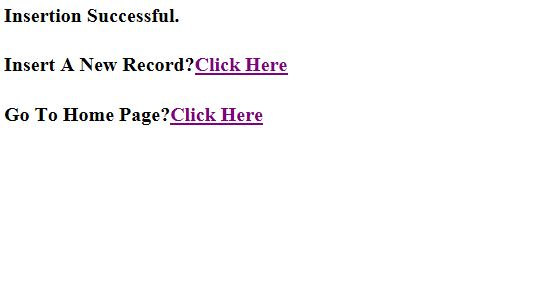 Insertion Successful.
Insert A New Record?Click Here
Go To Home Page?Click Here